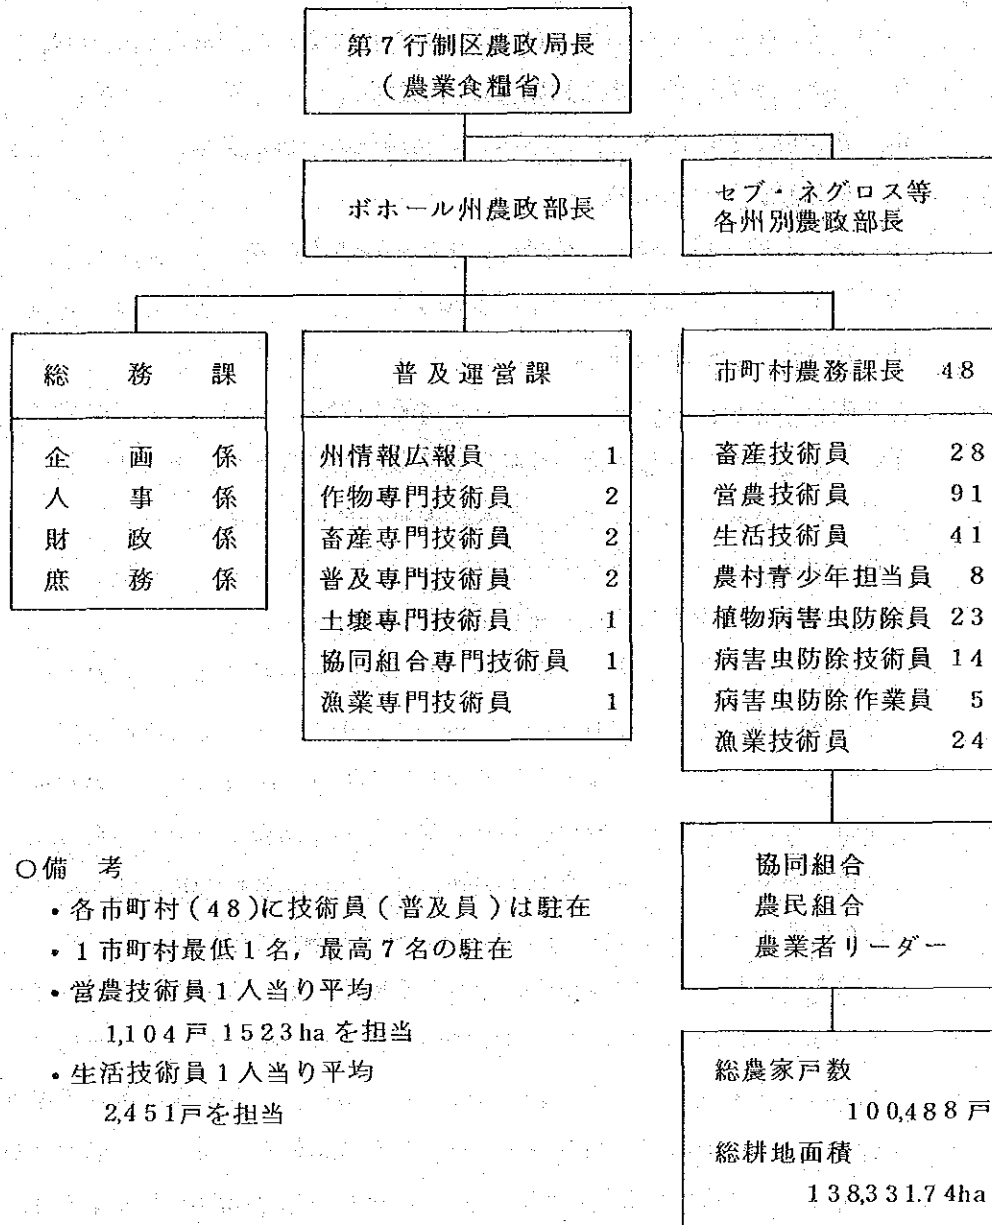 第7行制区農政局長
(農業食糧省)
ボホール州農政部長
セブ・ネグロス等
各州別農政部長
総務課
企画係
人事係
財政係
庶務係
普及運営課
州情報広報員 1
作物専門技術員 2
畜産専門技術員 2
普及専門技術員 2
土壌専門技術員 1
協同組合専門技術員 1
漁業専門技術員 1
市町村農務課長 48
畜産技術員 28
営農技術員 91
生活技術員 41
農村青少年担当員 8
植物病害虫防除員 23
病害虫防除技術員 14
病害虫防除作業員 5
漁業技術員 24
協同組合
農民組合
農業者リーダー
総農家戸数
100,488戸
総耕地面積
138,331.74ha
○備考
・各市町村(48)に技術員(普及員)は駐在
・1市町村最低1名,最高7名の駐在
・営農技術員1人当り平均
1,104戸 1523haを担当
・生活技術員1人当り平均
2,451戸を担当